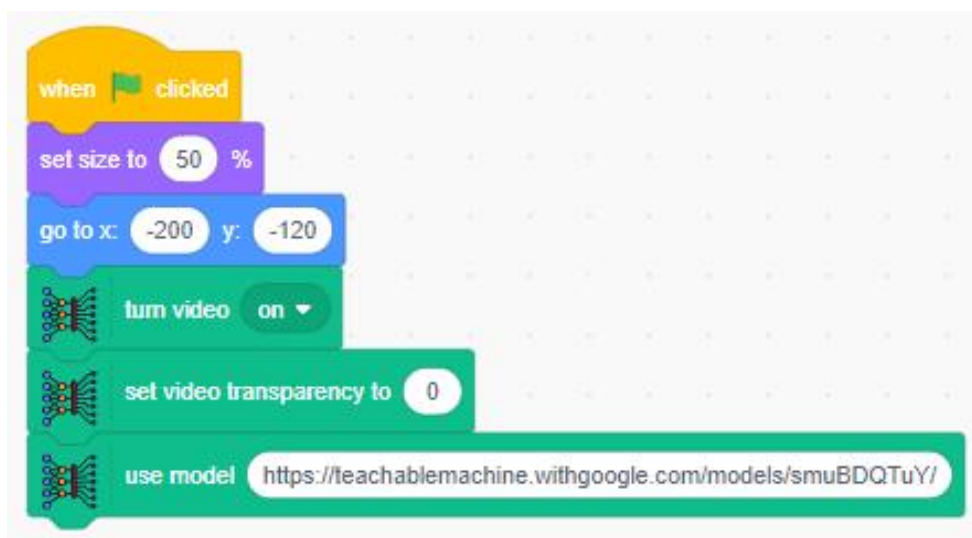 when clicked
set size to 50 %
go to x: -200 y: -120
turn video on
set video transparency to 0
use model https://teachablemachine.withgoogle.com/models/smuBDQTuY/